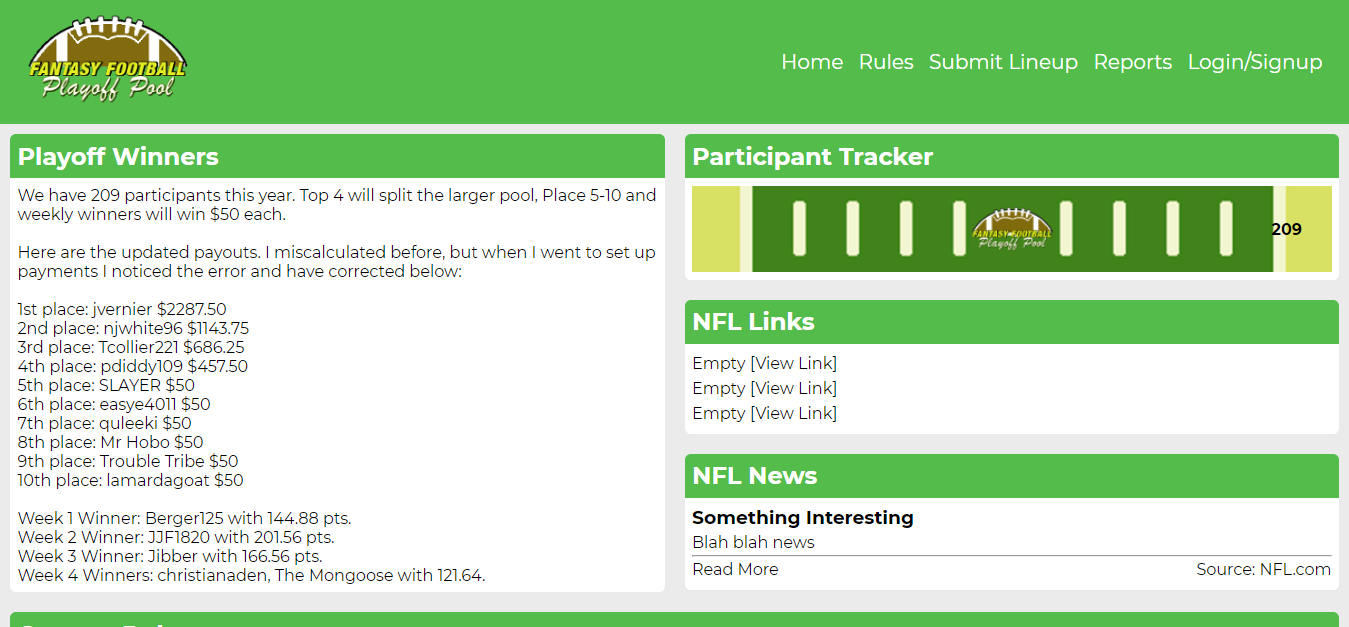 FANTASY FOOTBALL
Playoff Pool
Home Rules Submit Lineup Reports Login/Signup
Playoff Winners
We have 209 participants this year. Top 4 will split the larger pool, Place 5-10 and
weekly winners will win $50 each.
Here are the updated payouts. I miscalculated before, but when I went to set up
payments I noticed the error and have corrected below:
1st place: jvernier $2287.50
2nd place: njwhite96 $1143.75
3rd place: Tcollier221 $686.25
4th place: pdiddy109 $457.50
5th place: SLAYER $50
6th place: easye4011 $50
7th place: quleeki $50
8th place: Mr Hobo $50
9th place: Trouble Tribe $50
10th place: lamardagoat $50
Week 1 Winner: Berger125 with 144.88 pts.
Week 2 Winner: JJF1820 with 201.56 pts.
Week 3 Winner: Jibber with 166.56 pts.
Week 4 Winners: christianaden, The Mongoose with 121.64.
Participant Tracker
FANTASY FOOTBALL
Playoff Pool
209
NFL Links
Empty [View Link]
Empty [View Link]
Empty [View Link]
NFL News
Something Interesting
Blah blah news
Read More
Source: NFL.com